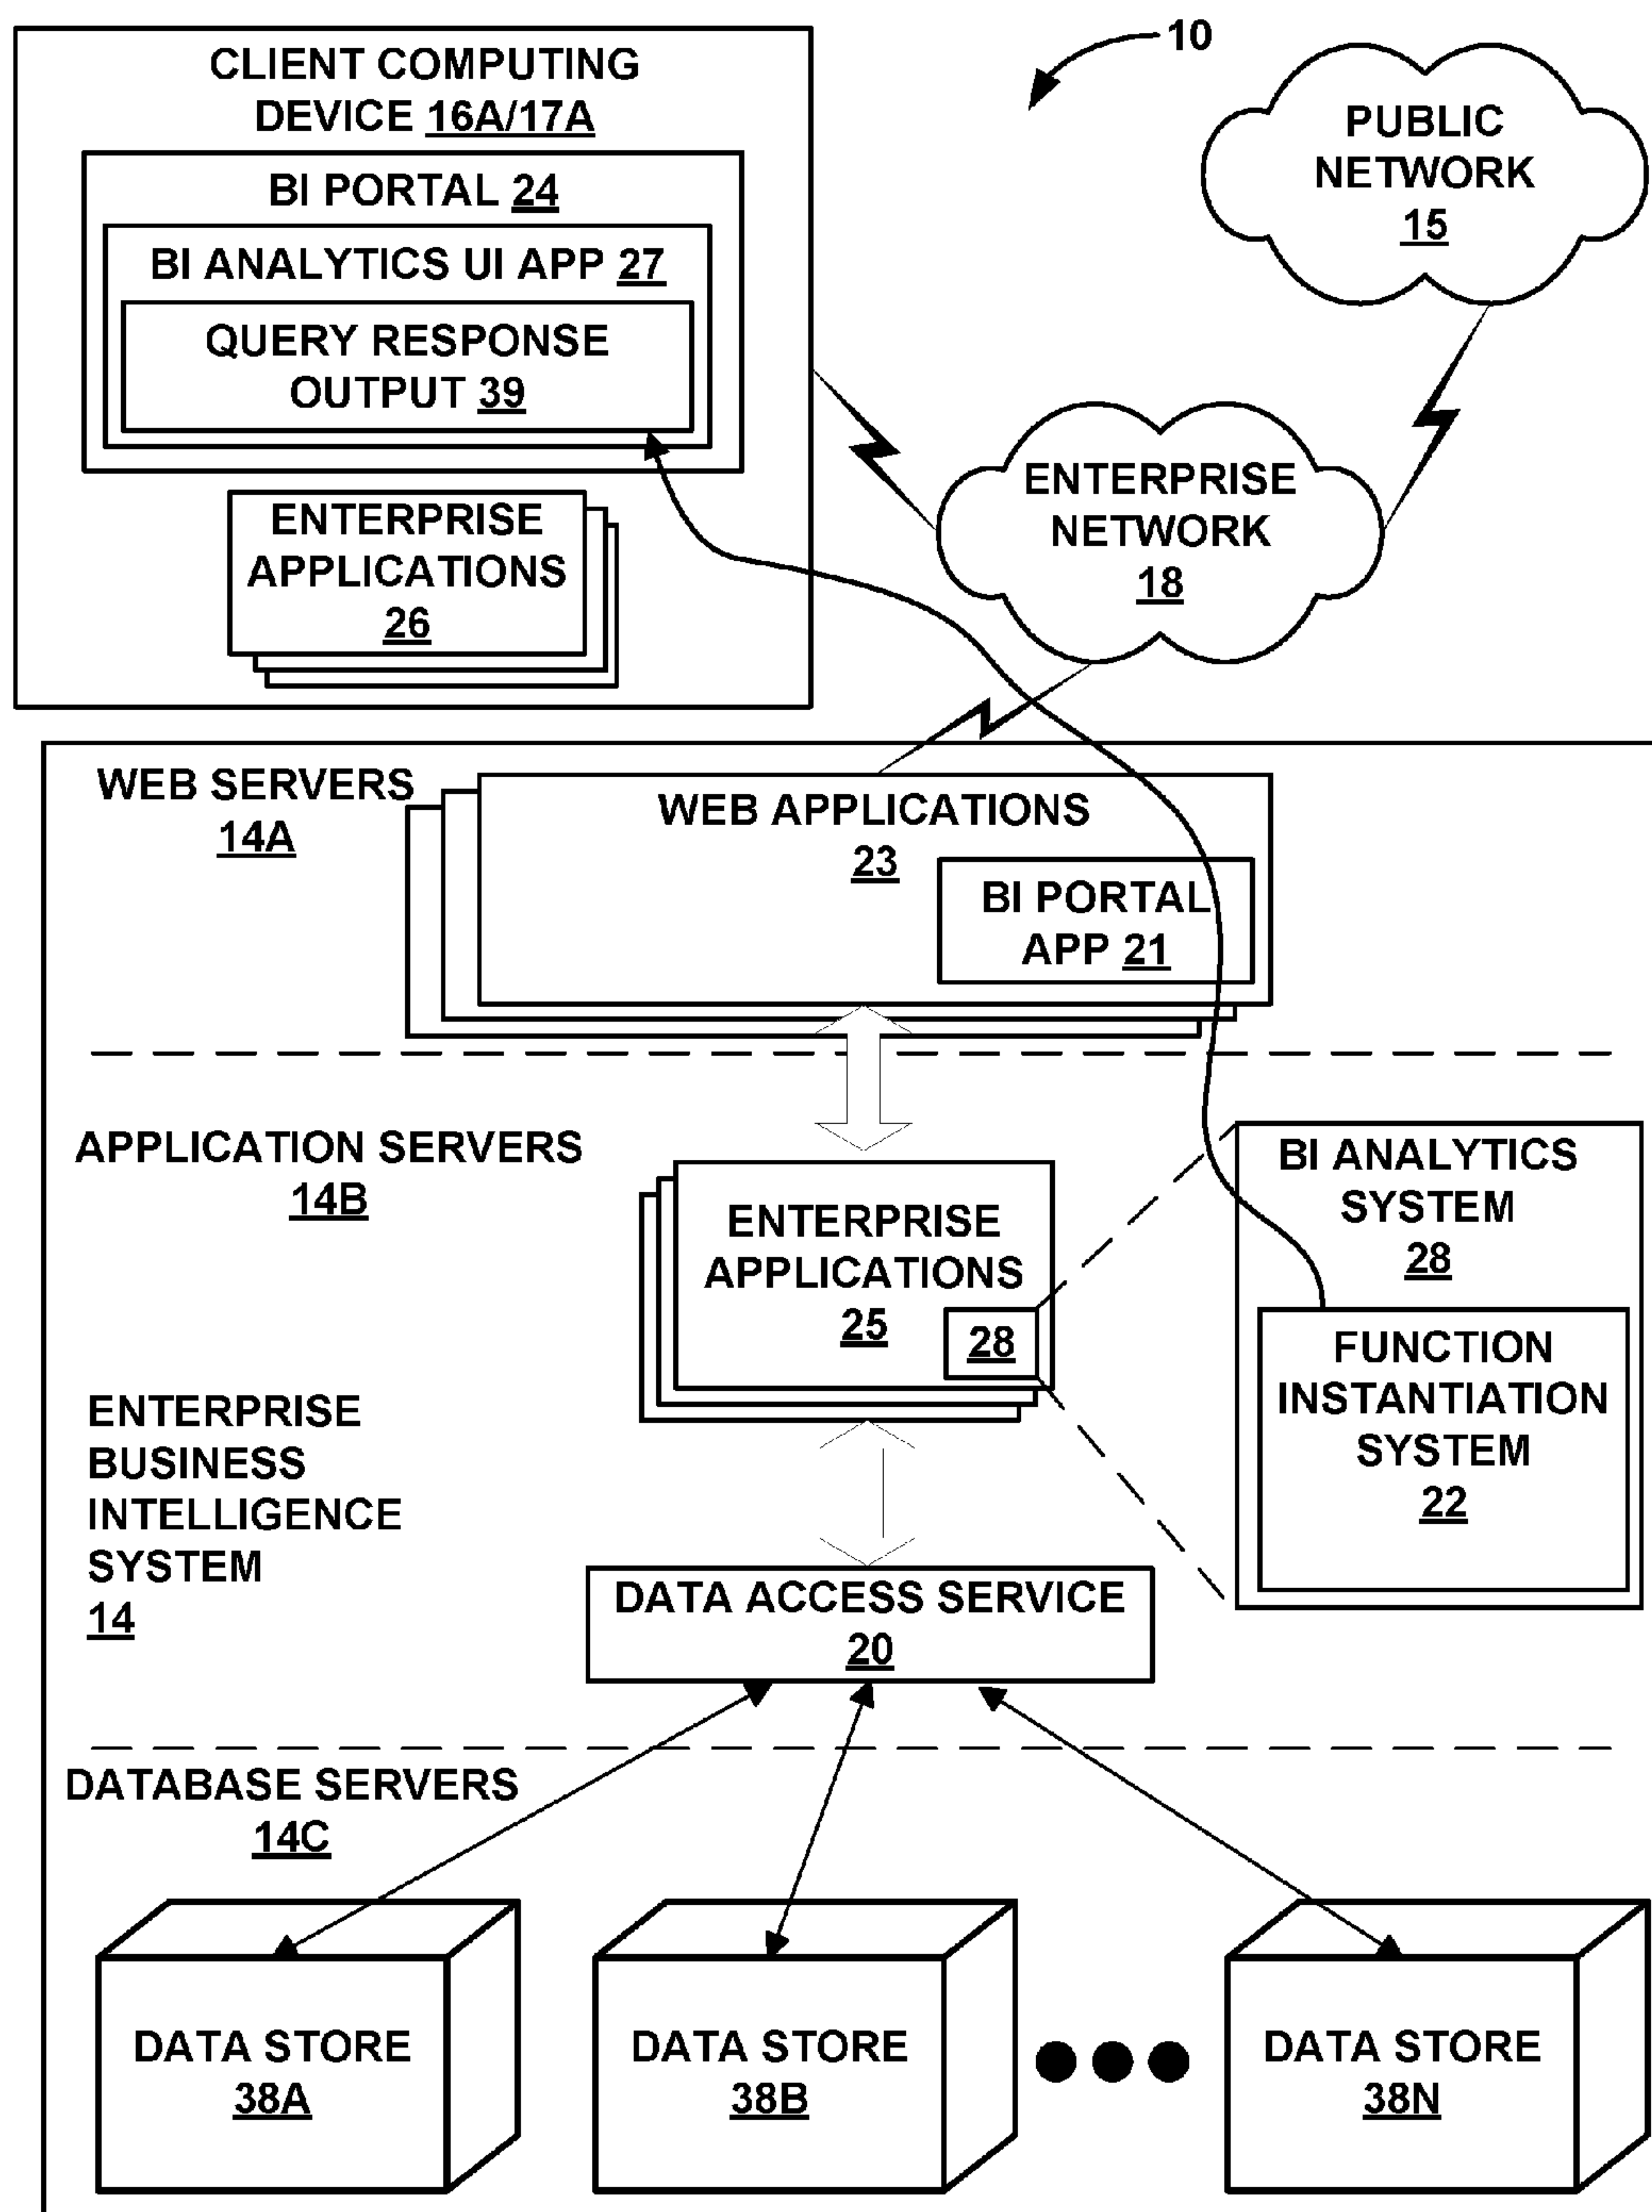 10
CLIENT COMPUTING
DEVICE 16A/17A
BI PORTAL 24
BI ANALYTICS UI APP 27
QUERY RESPONSE
OUTPUT 39
ENTERPRISE
APPLICATIONS
26
PUBLIC
NETWORK
15
ENTERPRISE
NETWORK
18
WEB SERVERS
14A
WEB APPLICATIONS
23
BI PORTAL
APP 21
APPLICATION SERVERS
14B
ENTERPRISE
APPLICATIONS
25
28
BI ANALYTICS
SYSTEM
28
FUNCTION
INSTANTIATION
SYSTEM
22
ENTERPRISE
BUSINESS
INTELLIGENCE
SYSTEM
14
DATA ACCESS SERVICE
20
DATABASE SERVERS
14C
DATA STORE
38A
DATA STORE
38B
DATA STORE
38N